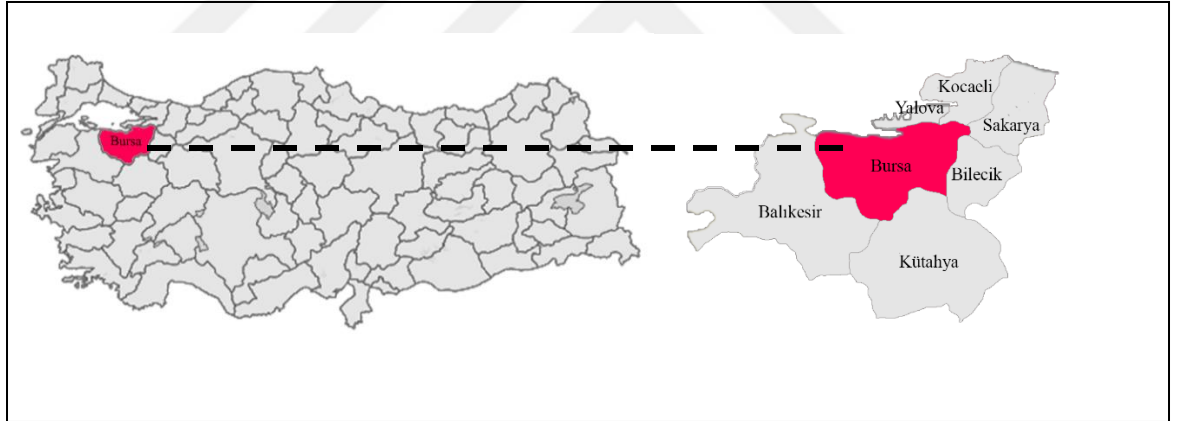 Bursa
Kocaeli
Yalova
Sakarya
Bursa
Bilecik
Balıkesir
Kütahya